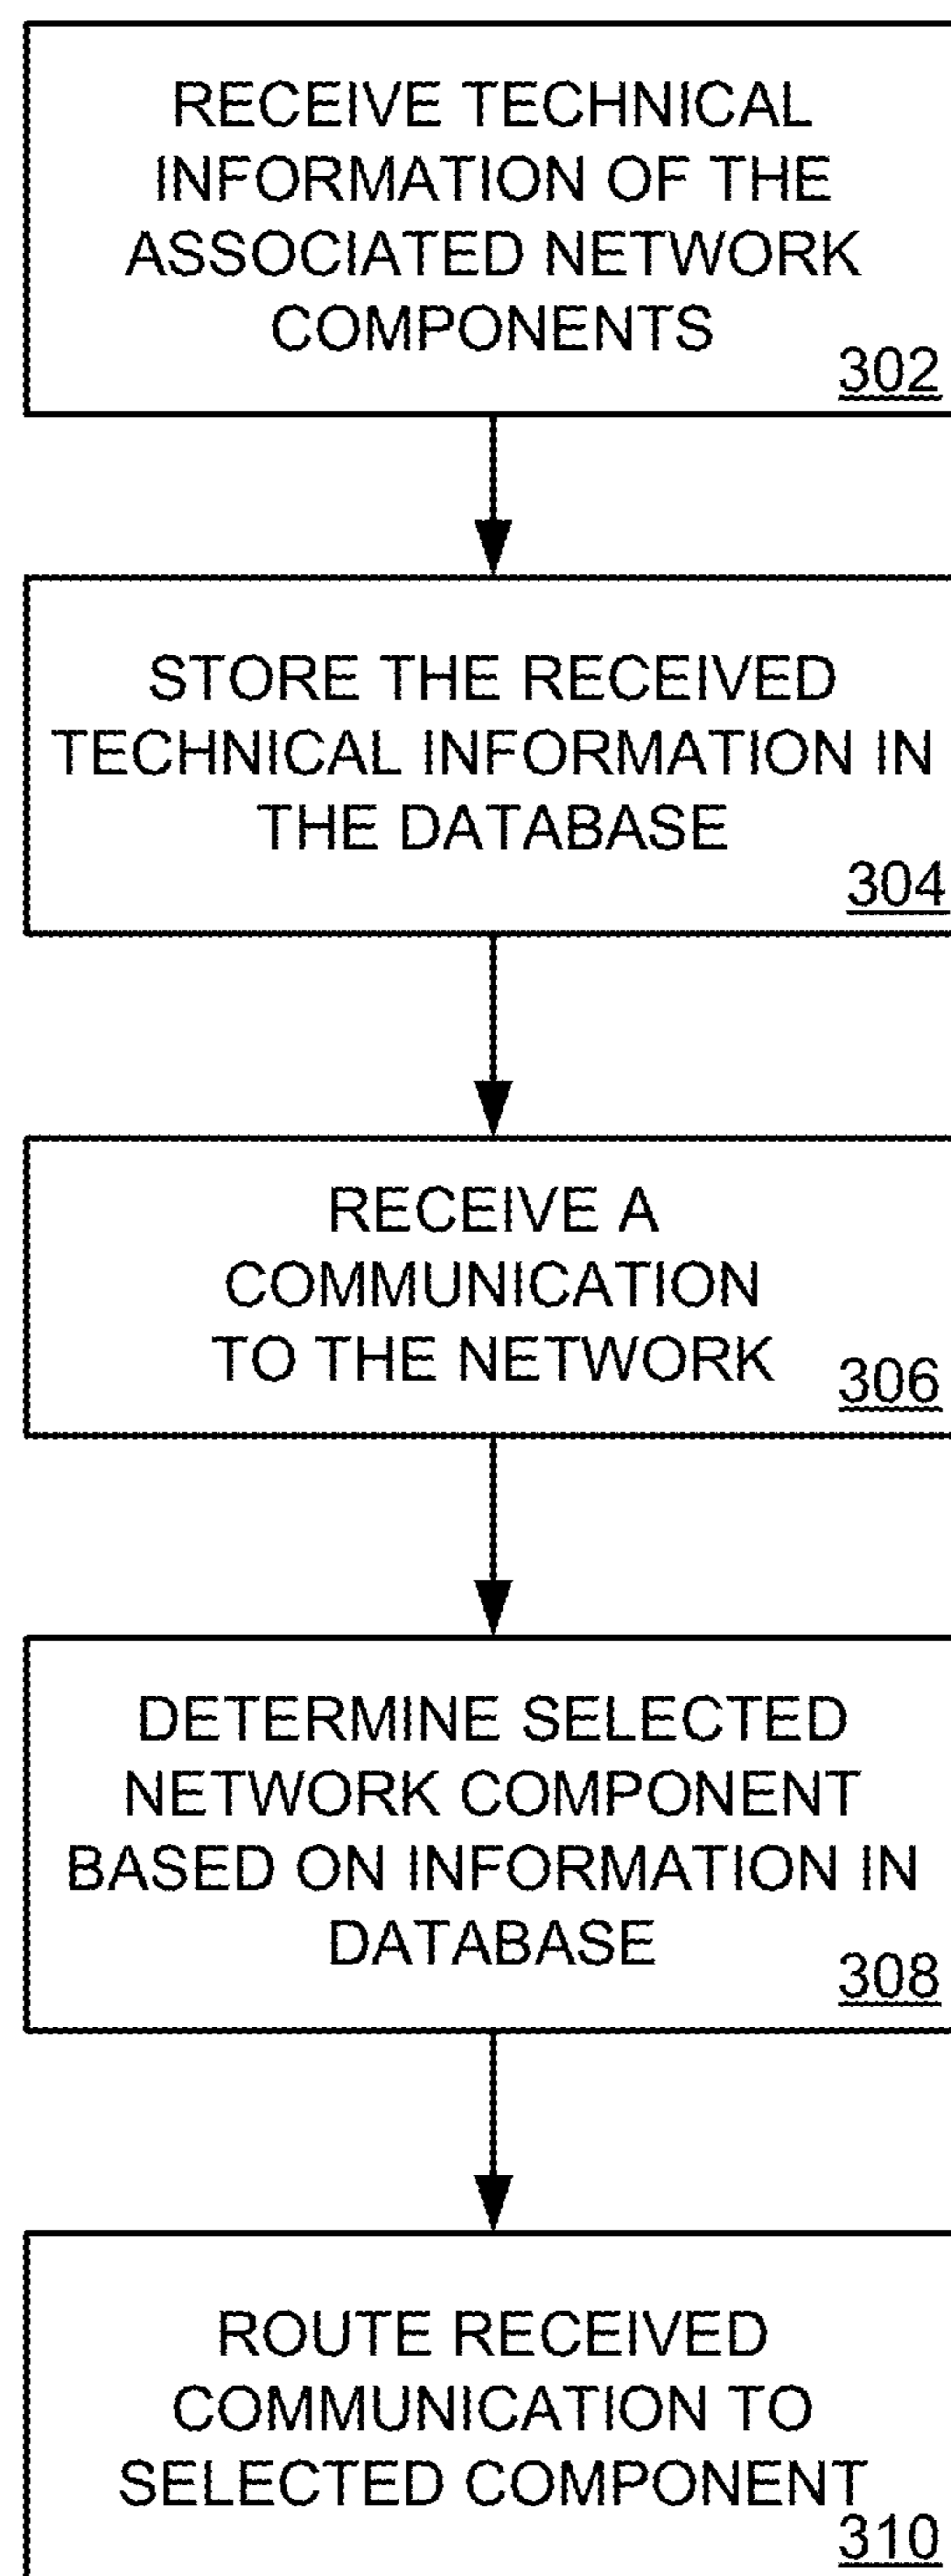 RECEIVE TECHNICAL
INFORMATION OF THE
ASSOCIATED NETWORK
COMPONENTS
302
STORE THE RECEIVED
TECHNICAL INFORMATION IN
THE DATABASE
304
RECEIVE A
COMMUNICATION
TO THE NETWORK
306
DETERMINE SELECTED
NETWORK COMPONENT
BASED ON INFORMATION IN
DATABASE
308
ROUTE RECEIVED
COMMUNICATION TO
SELECTED COMPONENT
310